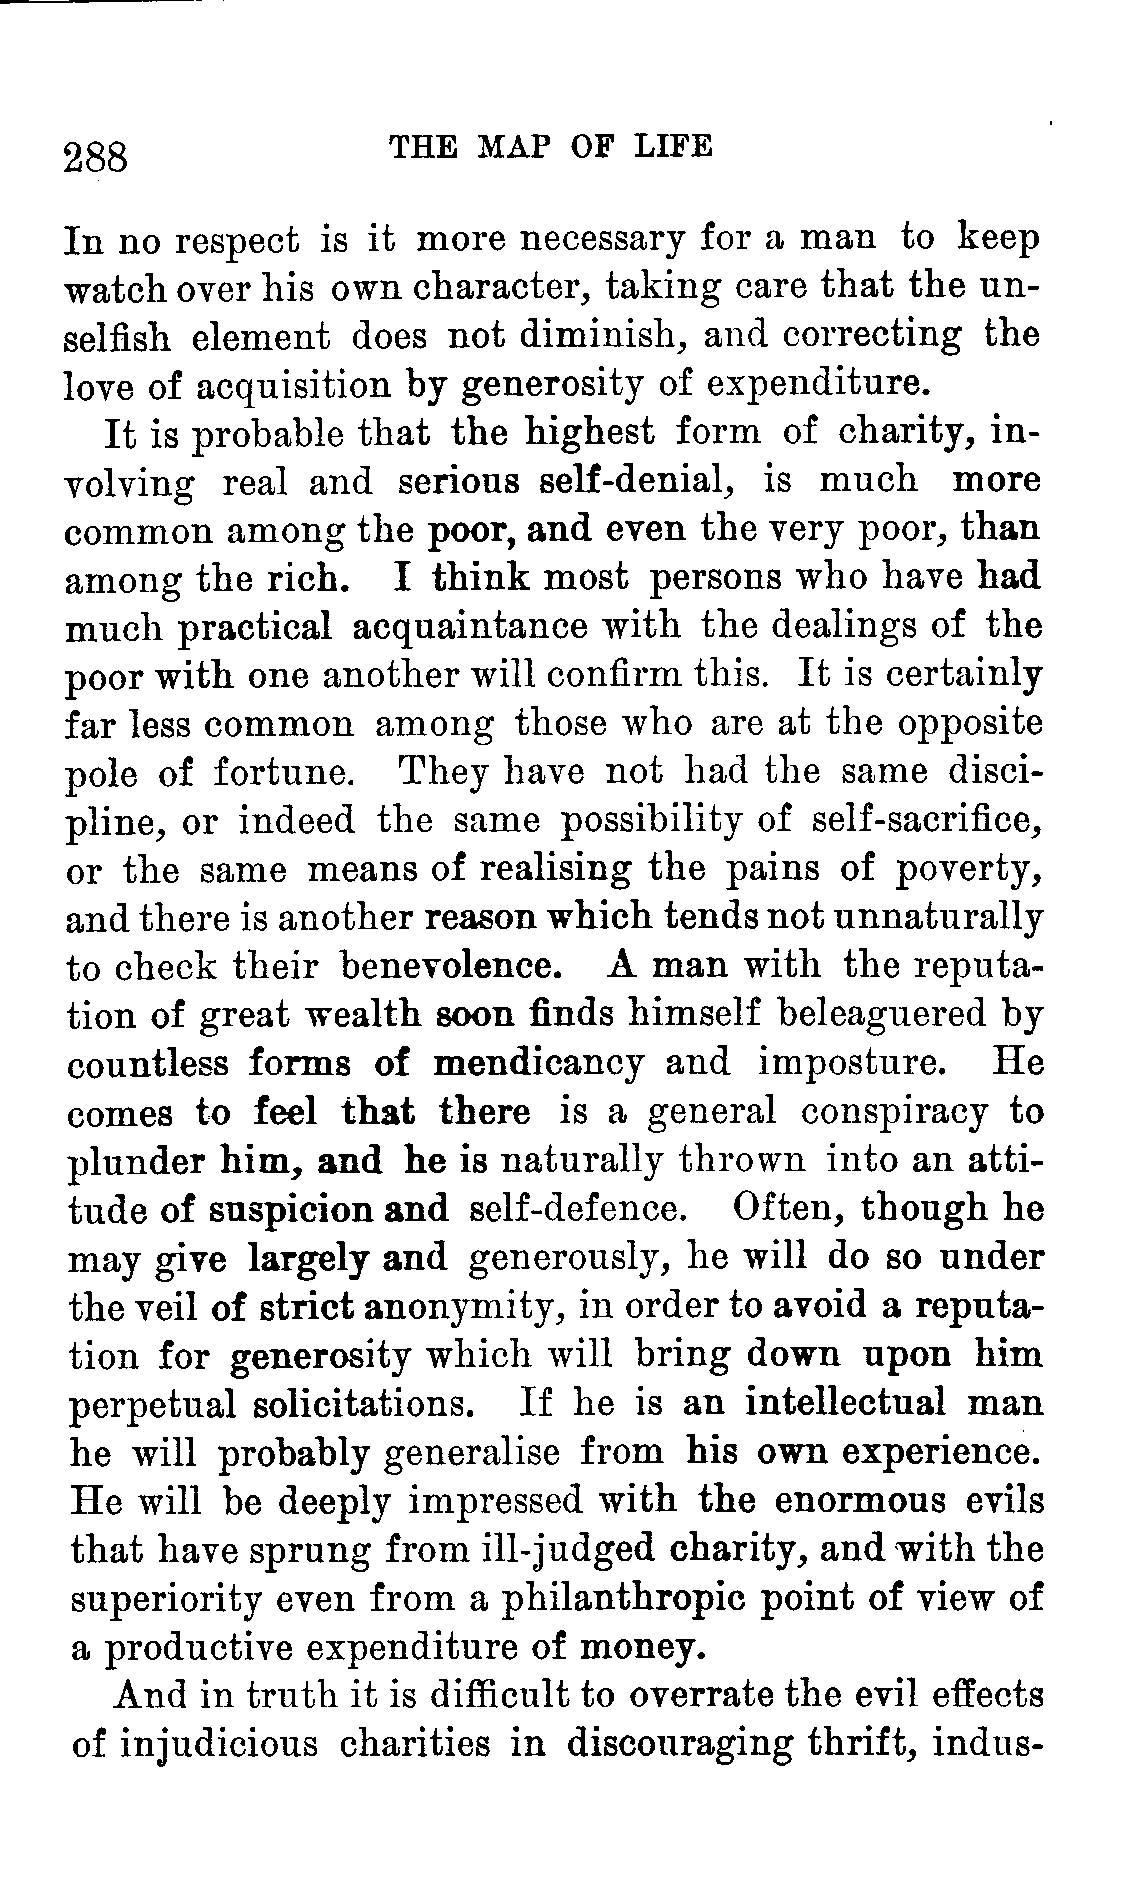 288 THE MAP OF LIFE
In no respect is it more necessary for a man to keep
watch over his own character, taking care that the un-
selfish element does not diminish, and correcting the
love of acquisition by generosity of expenditure.
It is probable that the highest form of charity, in-
volving real and serious self-denial, is much more
common among the poor, and even the very poor, than
among the rich. I think most persons who have had
much practical acquaintance with the dealings of the
poor with one another will confirm this. It is certainly
far less common among those who are at the opposite
pole of fortune. They have not had the same disci-
pline, or indeed the same possibility of self-sacrifice,
or the same means of realising the pains of poverty,
and there is another reason which tends not unnaturally
to check their benevolence. A man with the reputa-
tion of great wealth soon finds himself beleaguered by
countless forms of mendicancy and imposture. He
comes to feel that there is a general conspiracy to
plunder him, and he is naturally thrown into an atti-
tude of suspicion and self-defence. Often, though he
may give largely and generously, he will do so under
the veil of strict anonymity, in order to avoid a reputa-
tion for generosity which will bring down upon him
perpetual solicitations. If he is an intellectual man
he will probably generalise from his own experience.
He will be deeply impressed with the enormous evils
that have sprung from ill-judged charity, and with the
superiority even from a philanthropic point of view of
a productive expenditure of money.
And in truth it is difficult to overrate the evil effects
of injudicious charities in discouraging thrift, indus-